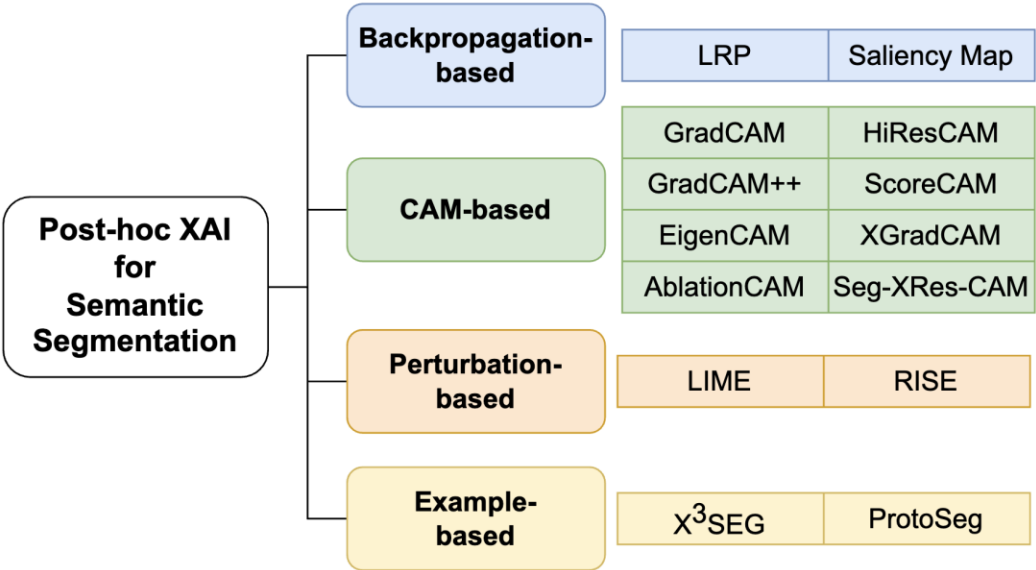 Post-hoc XAI
for
Semantic
Segmentation
Backpropagation-
based
LRP
Saliency Map
CAM-based
GradCAM
HiResCAM
GradCAM++
ScoreCAM
EigenCAM
XGradCAM
AblationCAM
Seg-XRes-CAM
Perturbation-
based
LIME
RISE
Example-
based
X³SEG
ProtoSeg